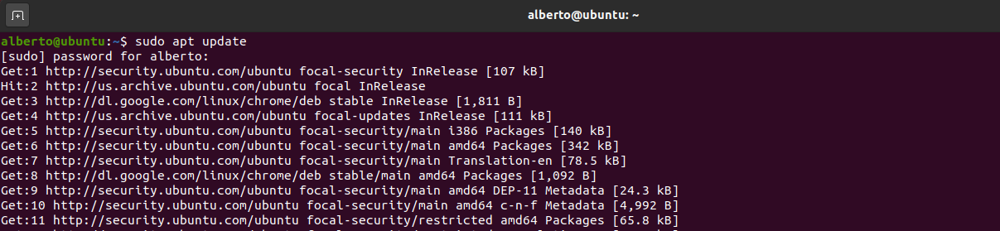 alberto@ubuntu: ~
alberto@ubuntu:~$ sudo apt update
[sudo] password for alberto:
Get:1 http://security.ubuntu.com/ubuntu focal-security InRelease [107 kB]
Hit:2 http://us.archive.ubuntu.com/ubuntu focal InRelease
Get:3 http://dl.google.com/linux/chrome/deb stable InRelease [1,811 B]
Get:4 http://us.archive.ubuntu.com/ubuntu focal-updates InRelease [111 kB]
Get:5 http://security.ubuntu.com/ubuntu focal-security/main i386 Packages [140 kB]
Get:6 http://security.ubuntu.com/ubuntu focal-security/main amd64 Packages [342 kB]
Get:7 http://security.ubuntu.com/ubuntu focal-security/main Translation-en [78.5 kB]
Get:8 http://dl.google.com/linux/chrome/deb stable/main amd64 Packages [1,092 B]
Get:9 http://security.ubuntu.com/ubuntu focal-security/main amd64 DEP-11 Metadata [24.3 kB]
Get:10 http://security.ubuntu.com/ubuntu focal-security/main amd64 c-n-f Metadata [4,992 B]
Get:11 http://security.ubuntu.com/ubuntu focal-security/restricted amd64 Packages [65.8 kB]